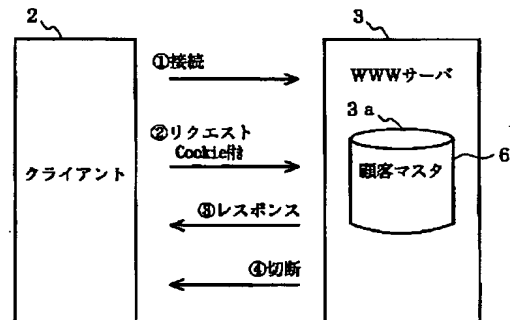 2
3
①接続
WWWサーバ
3a
②リクエスト
Cookie付き
クライアント
顧客マスタ
6
③レスポンス
④切断